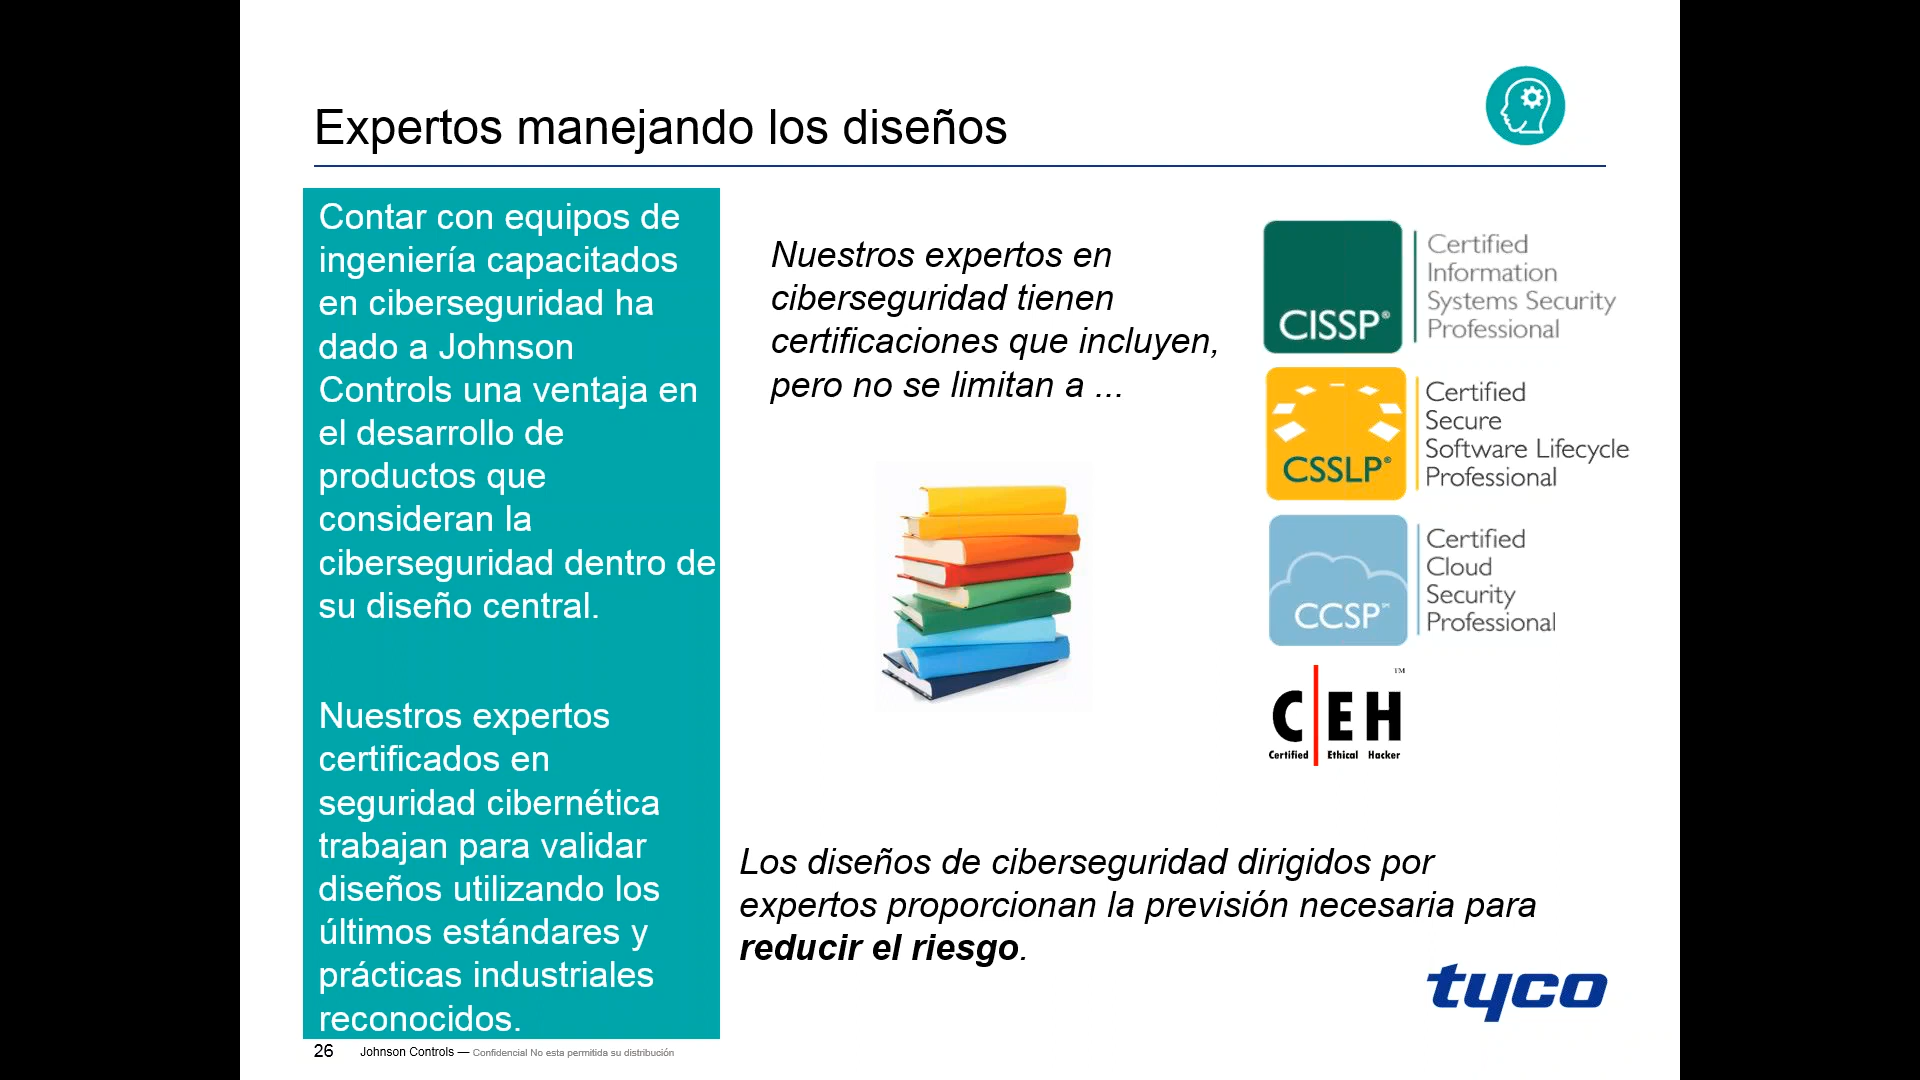 Expertos manejando los diseños
Contar con equipos de
ingeniería capacitados
en ciberseguridad ha
dado a Johnson
Controls una ventaja en
el desarrollo de
productos que
consideran la
ciberseguridad dentro de
su diseño central.
Nuestros expertos
certificados en
seguridad cibernética
trabajan para validar
diseños utilizando los
últimos estándares y
prácticas industriales
reconocidos.
Nuestros expertos en
ciberseguridad tienen
certificaciones que incluyen,
pero no se limitan a ...
CISSP®
Certified
Information
Systems Security
Professional
CSSLP®
Certified
Secure
Software Lifecycle
Professional
CCSP℠
Certified
Cloud
Security
Professional
C|EH™
Certified Ethical Hacker
Los diseños de ciberseguridad dirigidos por
expertos proporcionan la previsión necesaria para
reducir el riesgo.
tyco
26 Johnson Controls — Confidencial No esta permitida su distribución